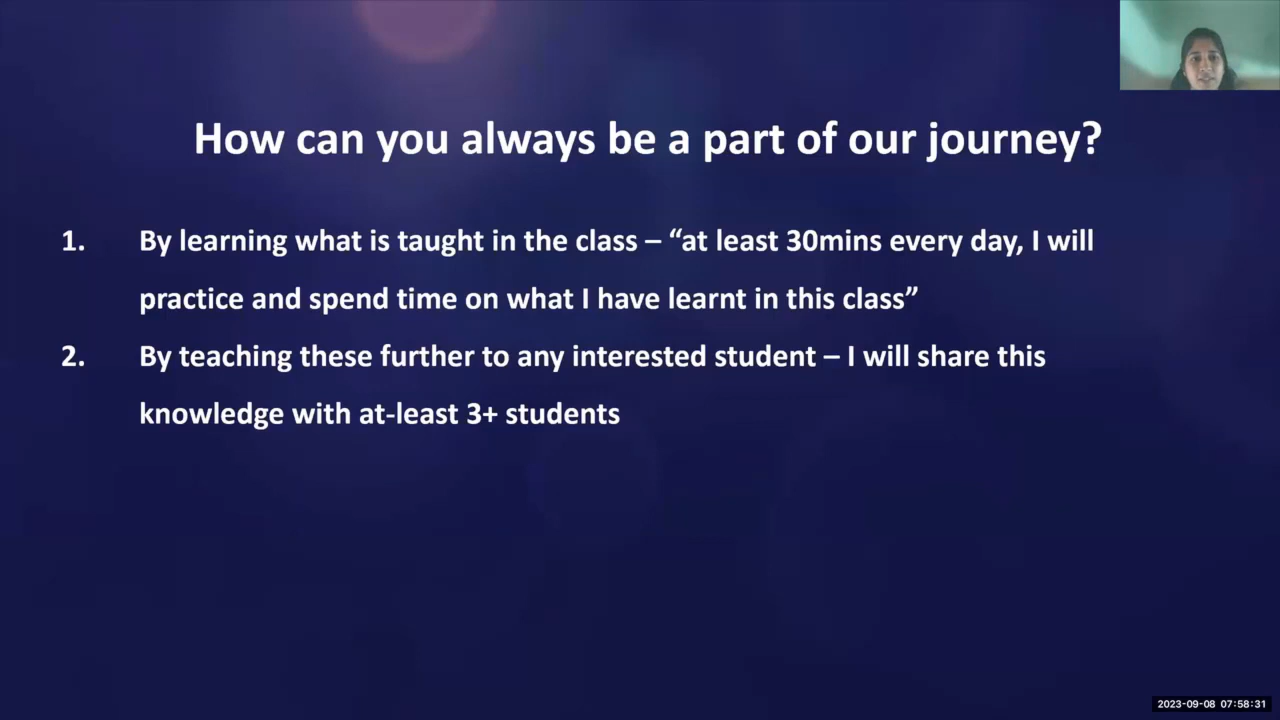 How can you always be a part of our journey?
1. By learning what is taught in the class – “at least 30mins every day, I will
practice and spend time on what I have learnt in this class”
2. By teaching these further to any interested student – I will share this
knowledge with at-least 3+ students
2023-09-08 07:58:31